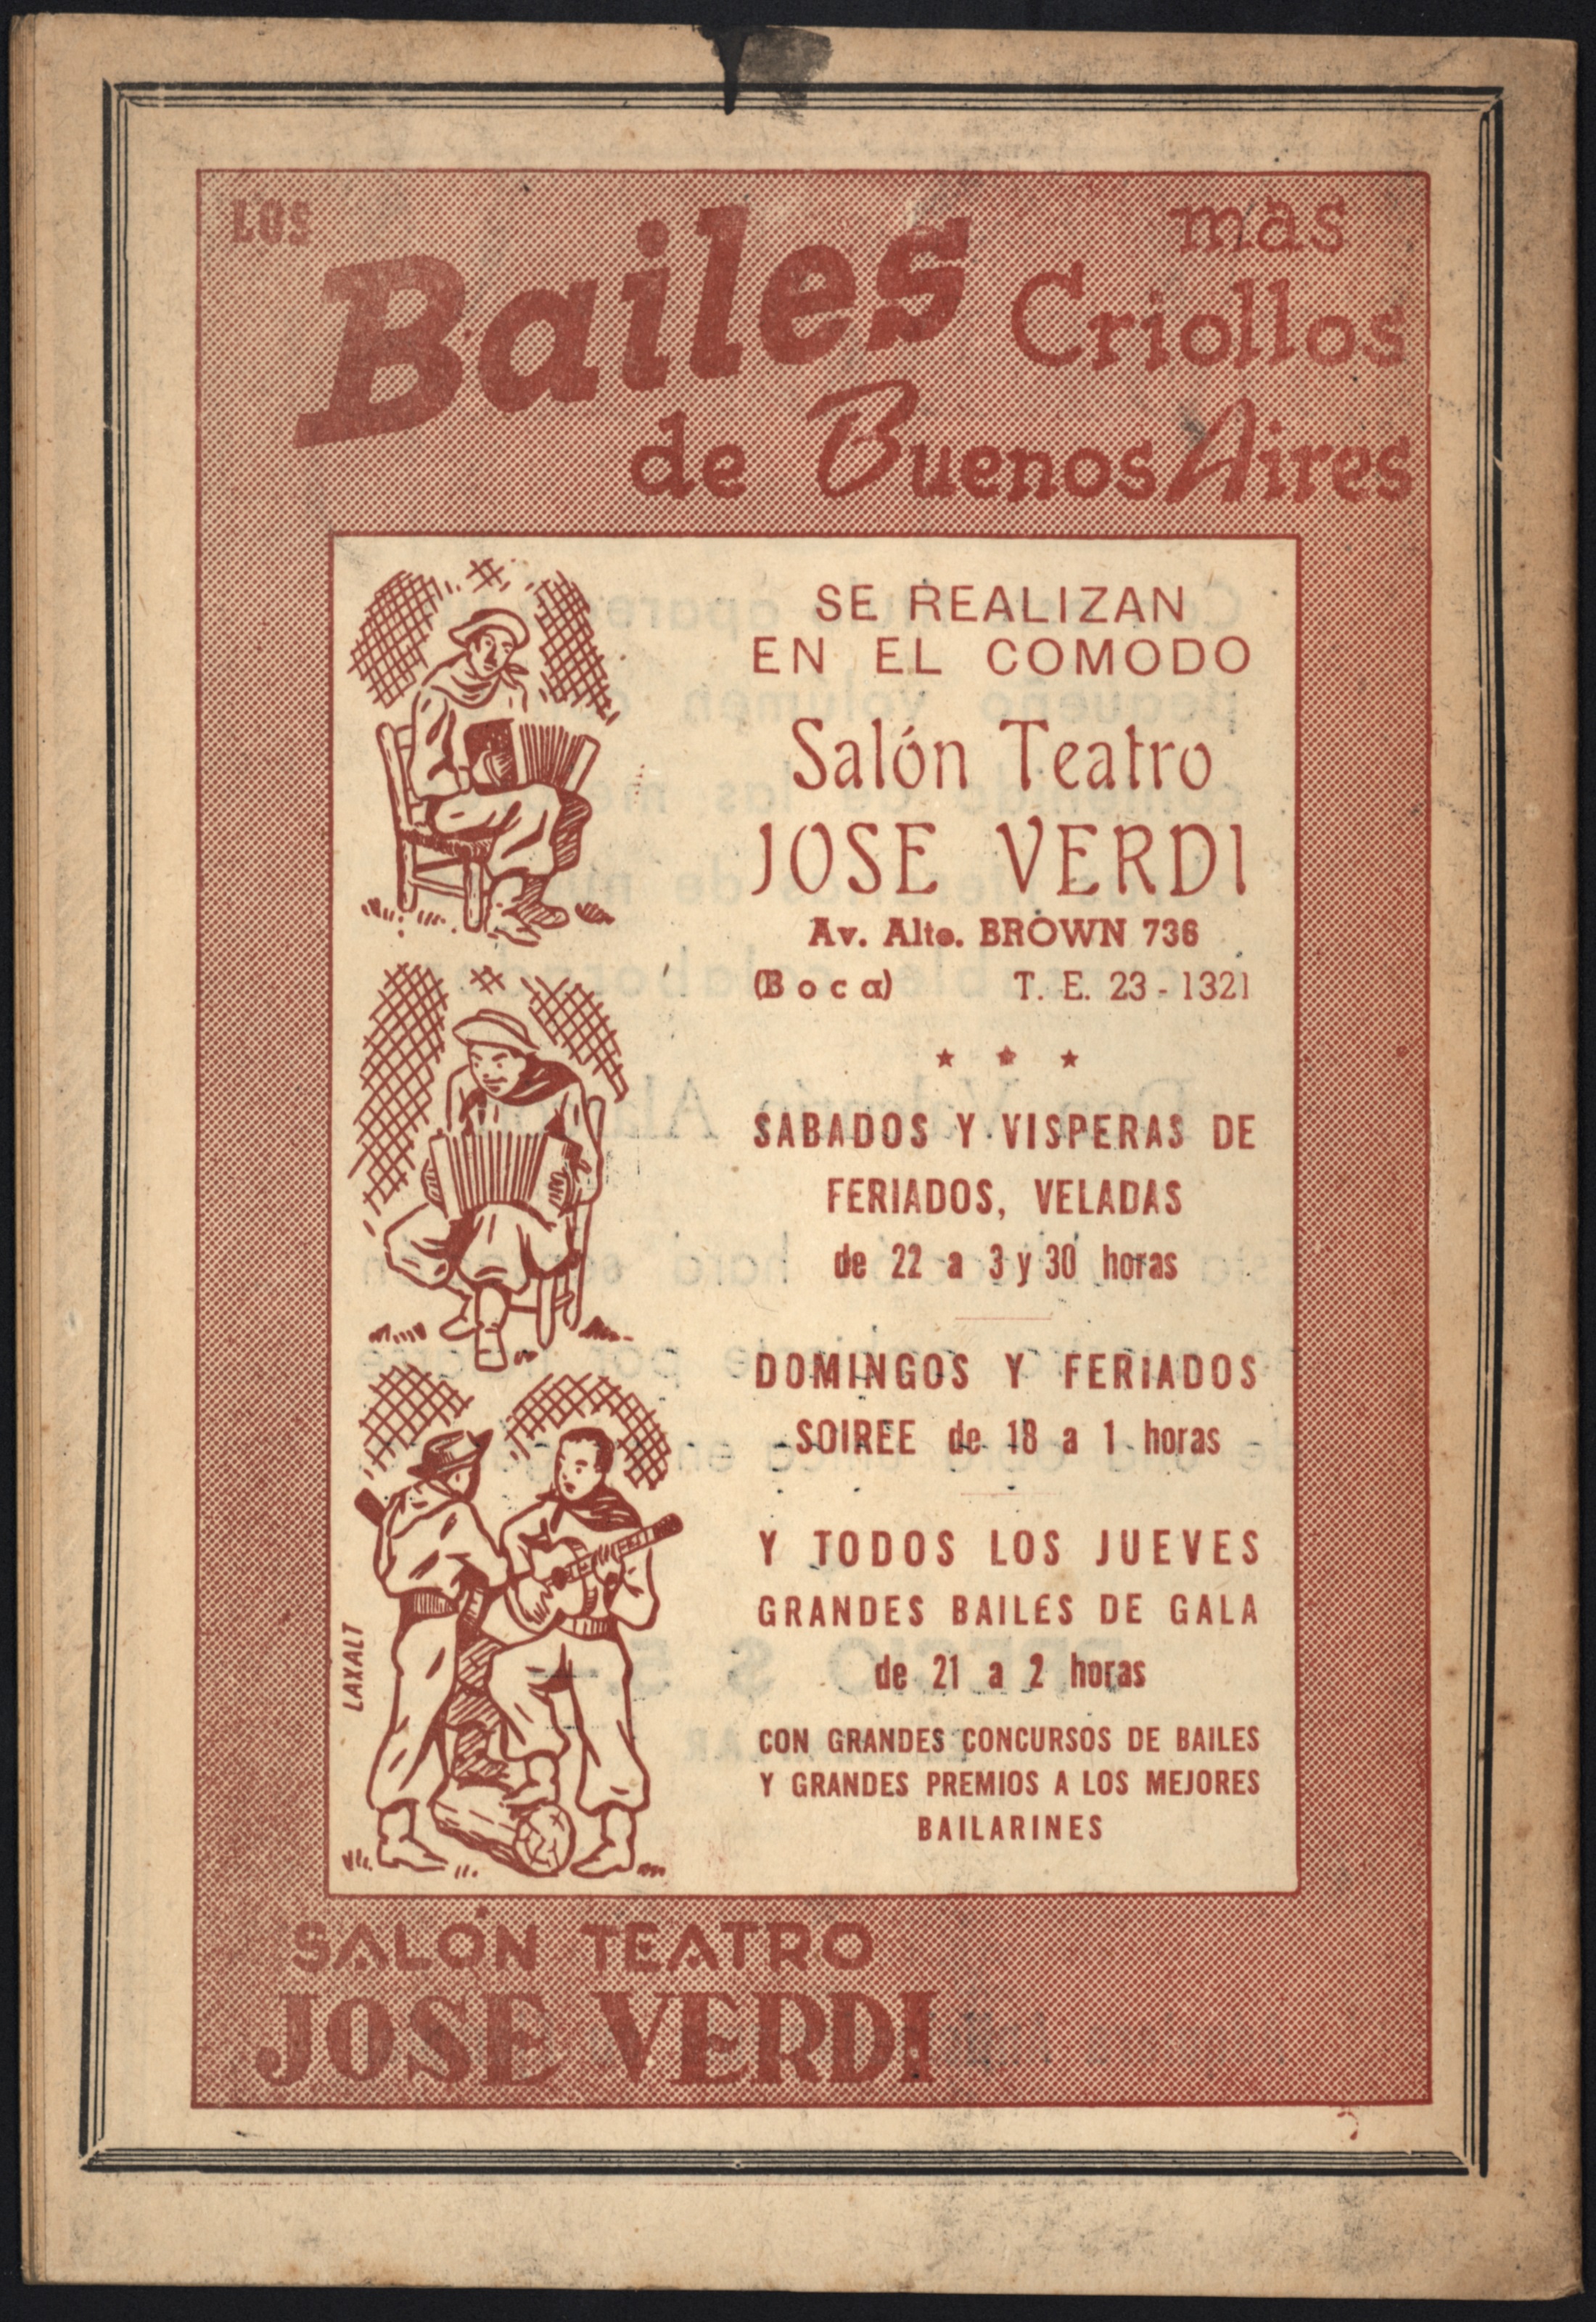 LOS
Bailes mas
Criollos
de Buenos Aires
SE REALIZAN
EN EL COMODO
Salón Teatro
JOSE VERDI
Av. Alte. BROWN 736
(Boca) T. E. 23 - 1321
★ ★ ★
SABADOS Y VISPERAS DE
FERIADOS, VELADAS
de 22 a 3 y 30 horas
DOMINGOS Y FERIADOS
SOIREE de 18 a 1 horas
Y TODOS LOS JUEVES
GRANDES BAILES DE GALA
de 21 a 2 horas
CON GRANDES CONCURSOS DE BAILES
Y GRANDES PREMIOS A LOS MEJORES
BAILARINES
LAXALT
SALÓN TEATRO
JOSE VERDI